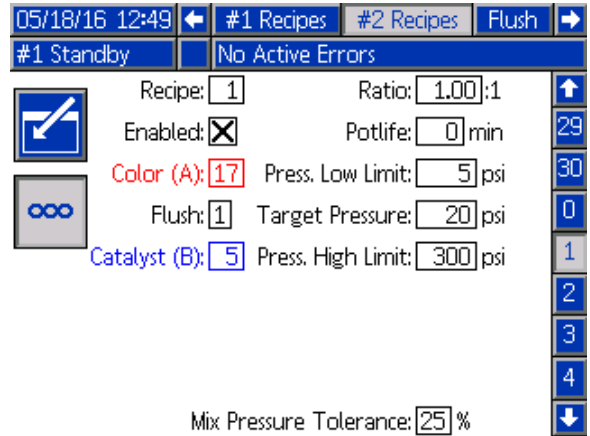 05/18/16 12:49 #1 Recipes #2 Recipes Flush
#1 Standby No Active Errors
Recipe: 1 Ratio: 1.00 :1
Enabled: Potlife: 0 min 29
Color (A): 17 Press. Low Limit: 5 psi 30
Flush: 1 Target Pressure: 20 psi 0
Catalyst (B): 5 Press. High Limit: 300 psi 1
2
3
4
Mix Pressure Tolerance: 25 %